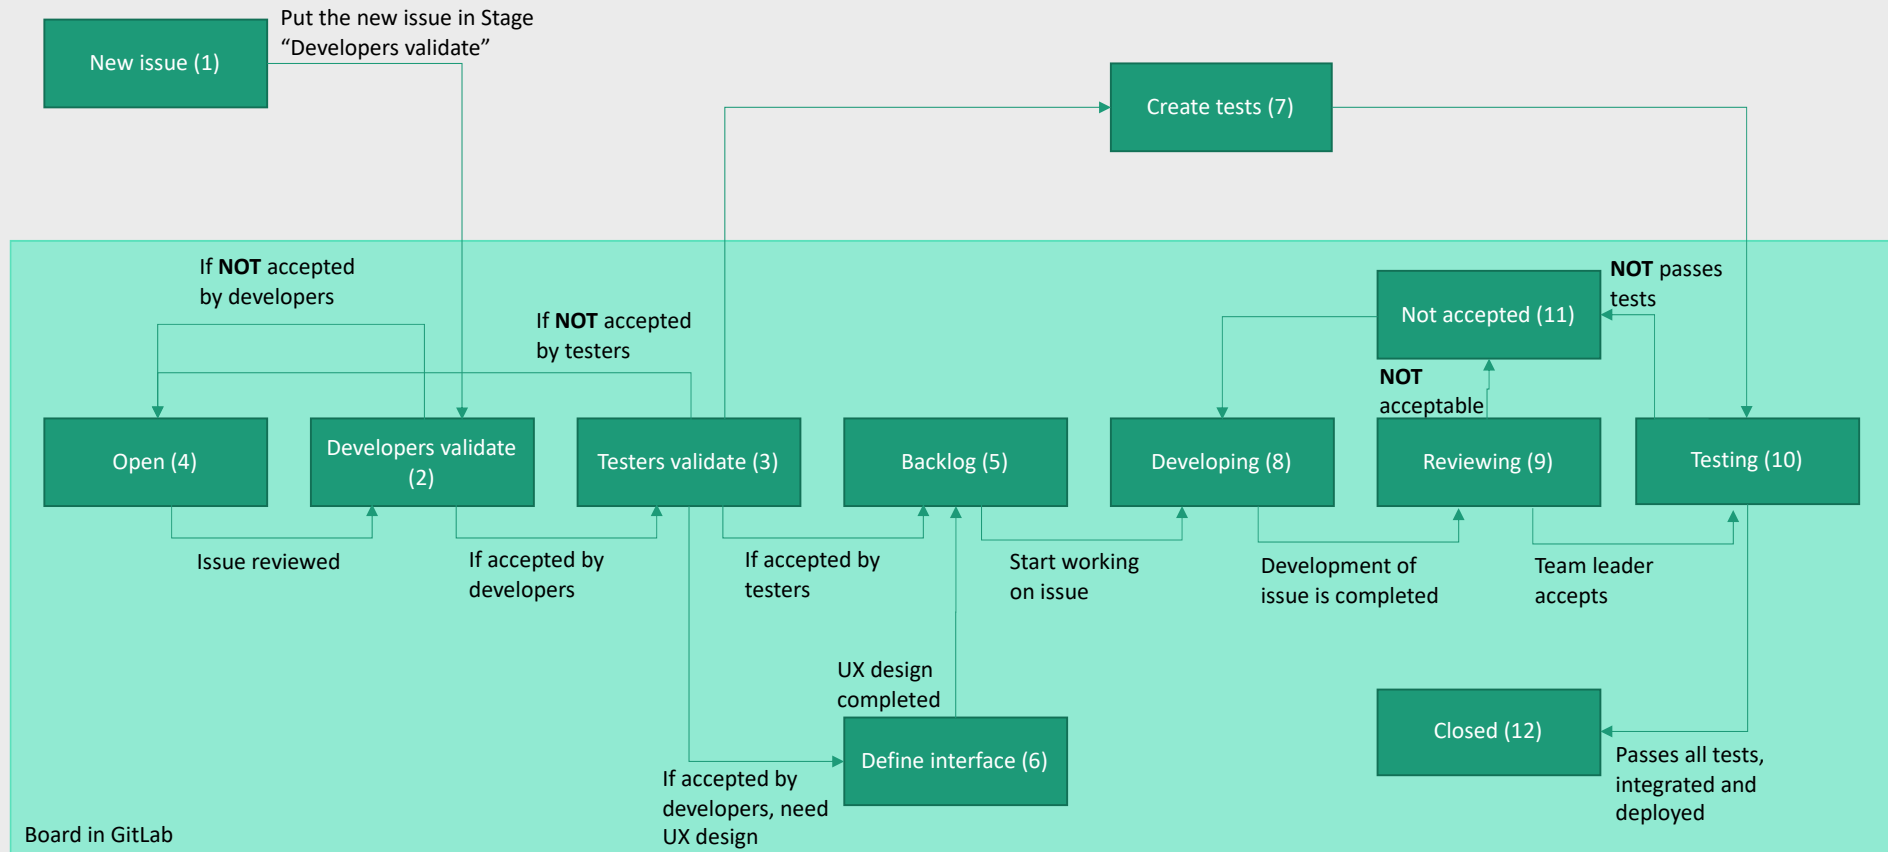 Put the new issue in Stage
“Developers validate”
New issue (1)
Create tests (7)
If NOT accepted
by developers
If NOT accepted
by testers
NOT passes
tests
Not accepted (11)
NOT
acceptable
Open (4)
Developers validate
(2)
Testers validate (3)
Backlog (5)
Developing (8)
Reviewing (9)
Testing (10)
Issue reviewed
If accepted by
developers
If accepted by
testers
Start working
on issue
Development of
issue is completed
Team leader
accepts
UX design
completed
Define interface (6)
Closed (12)
If accepted by
developers, need
UX design
Passes all tests,
integrated and
deployed
Board in GitLab